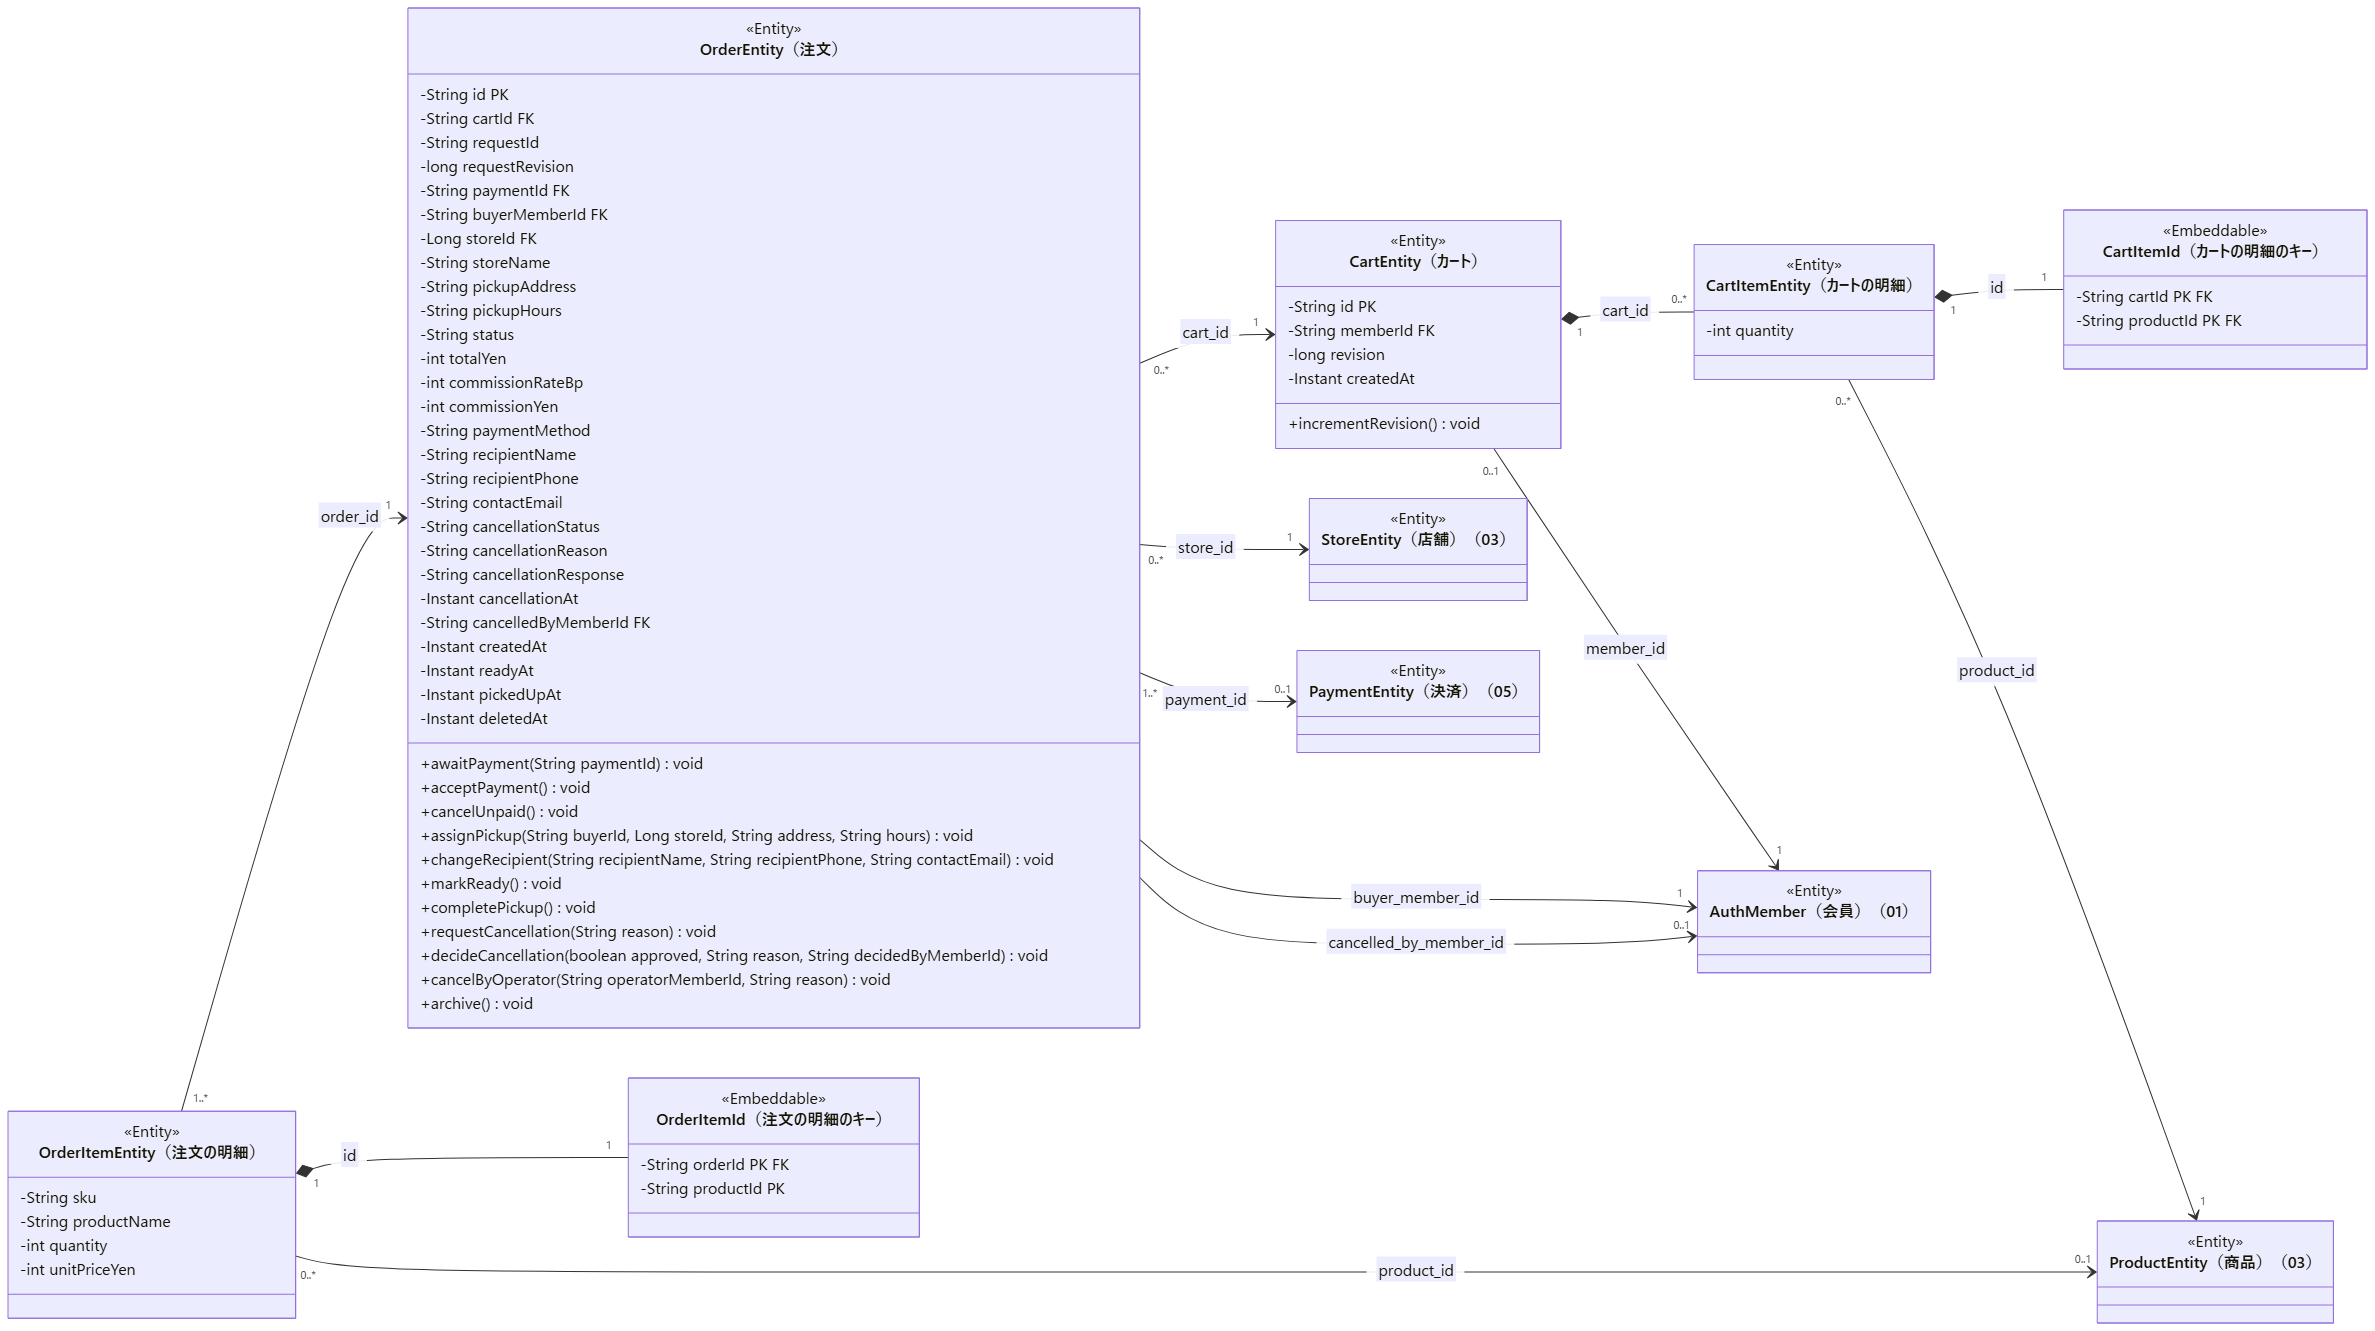 «Entity»
OrderEntity（注文）
-String id PK
-String cartId FK
-String requestId
-long requestRevision
-String paymentId FK
-String buyerMemberId FK
-Long storeId FK
-String storeName
-String pickupAddress
-String pickupHours
-String status
-int totalYen
-int commissionRateBp
-int commissionYen
-String paymentMethod
-String recipientName
-String recipientPhone
-String contactEmail
-String cancellationStatus
-String cancellationReason
-String cancellationResponse
-Instant cancellationAt
-String cancelledByMemberId FK
-Instant createdAt
-Instant readyAt
-Instant pickedUpAt
-Instant deletedAt
+awaitPayment(String paymentId) : void
+acceptPayment() : void
+cancelUnpaid() : void
+assignPickup(String buyerId, Long storeId, String address, String hours) : void
+changeRecipient(String recipientName, String recipientPhone, String contactEmail) : void
+markReady() : void
+completePickup() : void
+requestCancellation(String reason) : void
+decideCancellation(boolean approved, String reason, String decidedByMemberId) : void
+cancelByOperator(String operatorMemberId, String reason) : void
+archive() : void
0..*
cart_id
1
«Entity»
CartEntity（カート）
-String id PK
-String memberId FK
-long revision
-Instant createdAt
+incrementRevision() : void
1
cart_id
0..*
«Entity»
CartItemEntity（カートの明細）
-int quantity
1
id
1
«Embeddable»
CartItemId（カートの明細のキー）
-String cartId PK FK
-String productId PK FK
0..*
store_id
1
«Entity»
StoreEntity（店舗）（03）
1..*
payment_id
0..1
«Entity»
PaymentEntity（決済）（05）
0..1
member_id
1
0..*
product_id
1
buyer_member_id
1
cancelled_by_member_id
0..1
«Entity»
AuthMember（会員）（01）
order_id
1
1..*
«Entity»
OrderItemEntity（注文の明細）
-String sku
-String productName
-int quantity
-int unitPriceYen
1
id
1
«Embeddable»
OrderItemId（注文の明細のキー）
-String orderId PK FK
-String productId PK
0..*
product_id
0..1
«Entity»
ProductEntity（商品）（03）